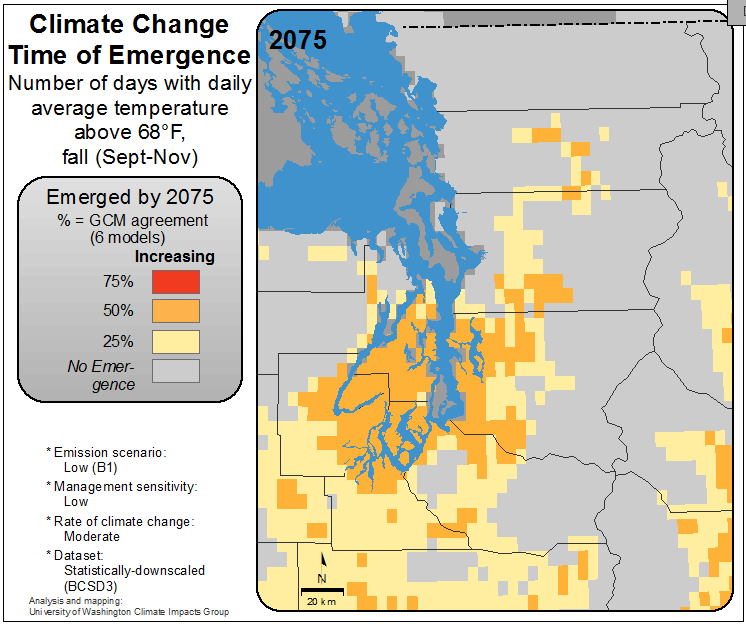 Climate Change
Time of Emergence
Number of days with daily
average temperature
above 68°F,
fall (Sept-Nov)
Emerged by 2075
% = GCM agreement
(6 models)
Increasing
75%
50%
25%
No Emer-
gence
* Emission scenario:
Low (B1)
* Management sensitivity:
Low
* Rate of climate change:
Moderate
* Dataset:
Statistically-downscaled
(BCSD3)
Analysis and mapping:
University of Washington Climate Impacts Group
2075
N
20 km